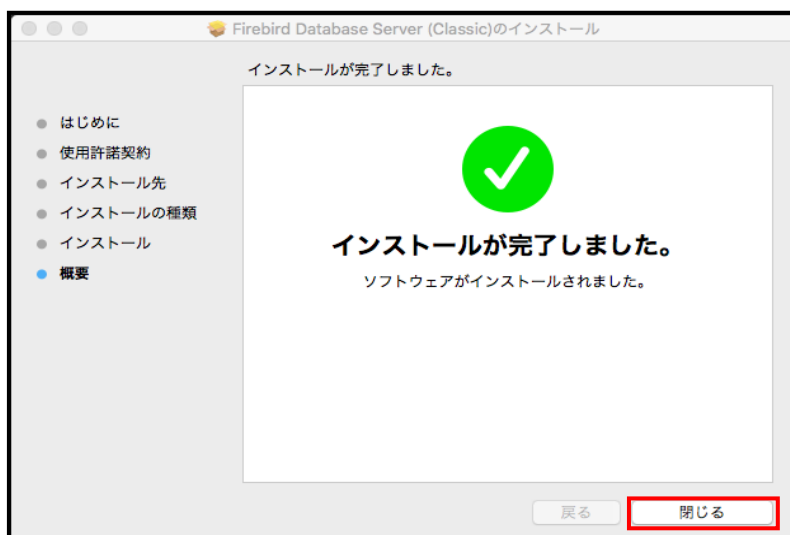 Firebird Database Server (Classic)のインストール
インストールが完了しました。
はじめに
使用許諾契約
インストール先
インストールの種類
インストール
概要
インストールが完了しました。
ソフトウェアがインストールされました。
戻る
閉じる